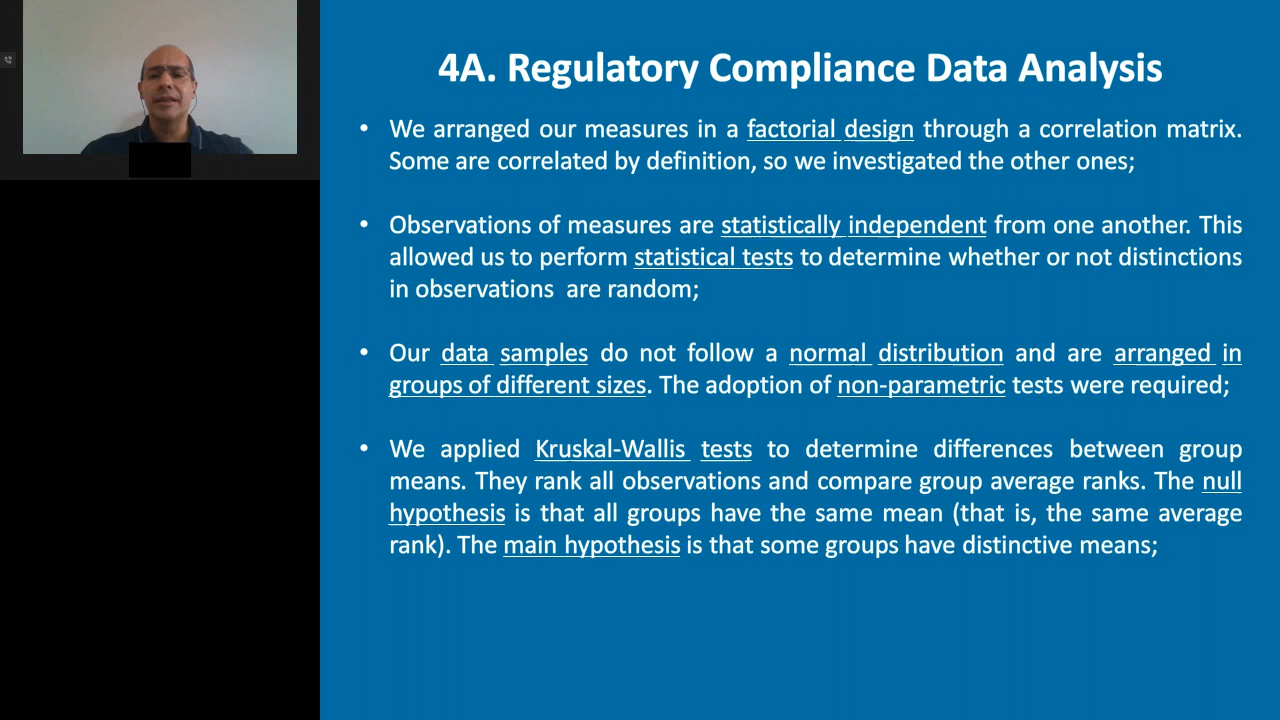 4A. Regulatory Compliance Data Analysis
• We arranged our measures in a factorial design through a correlation matrix.
Some are correlated by definition, so we investigated the other ones;
• Observations of measures are statistically independent from one another. This
allowed us to perform statistical tests to determine whether or not distinctions
in observations  are random;
• Our data samples do not follow a normal distribution and are arranged in
groups of different sizes. The adoption of non-parametric tests were required;
• We applied Kruskal-Wallis tests to determine differences between group
means. They rank all observations and compare group average ranks. The null
hypothesis is that all groups have the same mean (that is, the same average
rank). The main hypothesis is that some groups have distinctive means;